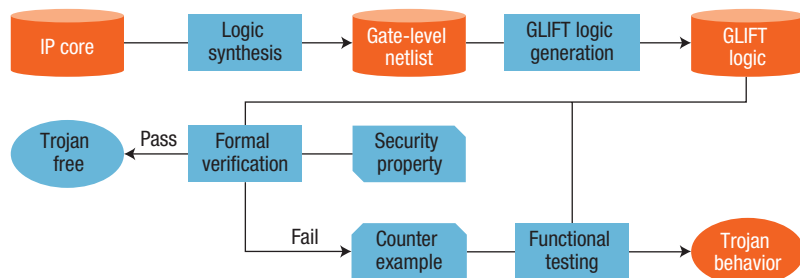 IP core
Logic
synthesis
Gate-level
netlist
GLIFT logic
generation
GLIFT
logic
Trojan
free
Pass
Formal
verification
Security
property
Fail
Counter
example
Functional
testing
Trojan
behavior